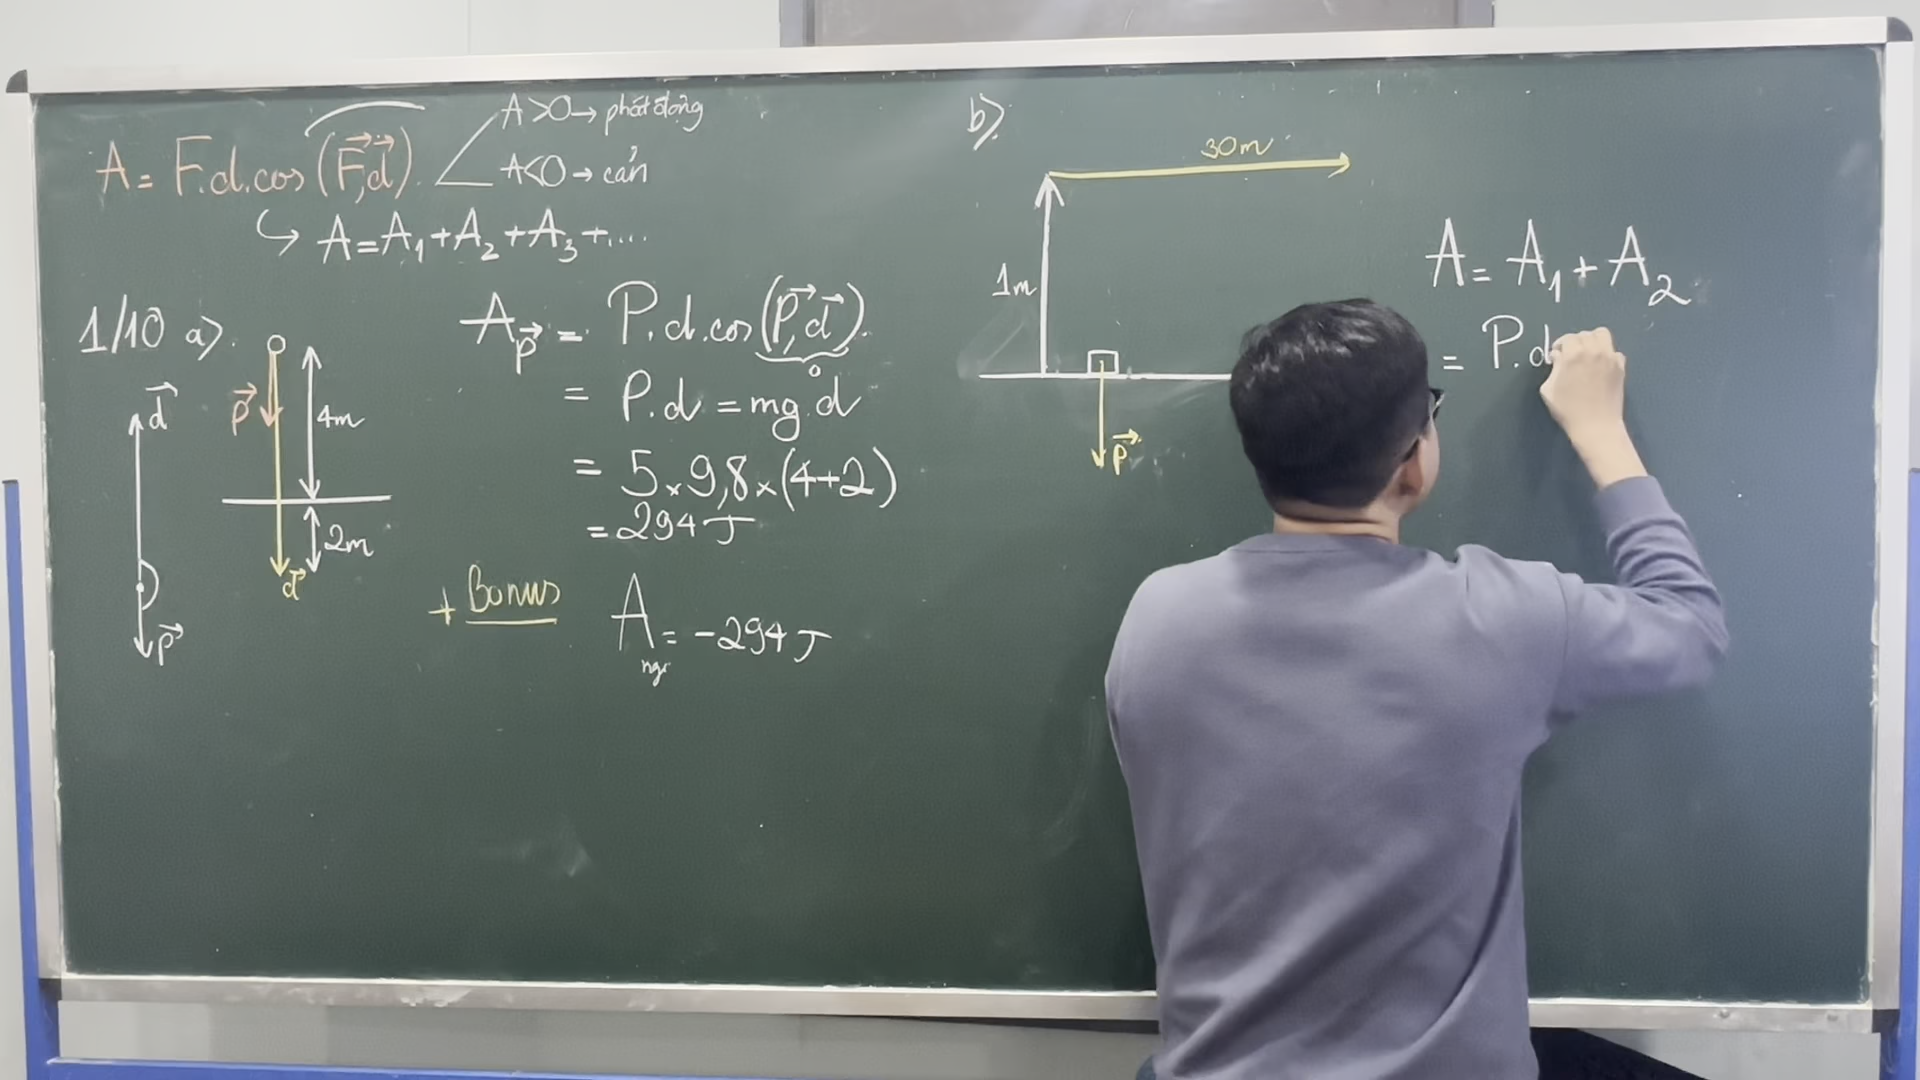 A = F.d.cos(F⃗,d⃗)
A>0→ phát động
A<0→ cản
↪ A=A₁+A₂+A₃+....
1/10 a).
d⃗
P⃗
P⃗
4m
2m
d⃗
A_P⃗ = P.d.cos(P⃗,d⃗).
0
= P.d = mg.d
= 5×9,8×(4+2)
= 294 J
+ Bonus
A_ngr = -294 J
b).
30m
1m
P⃗
A = A₁ + A₂
= P.d